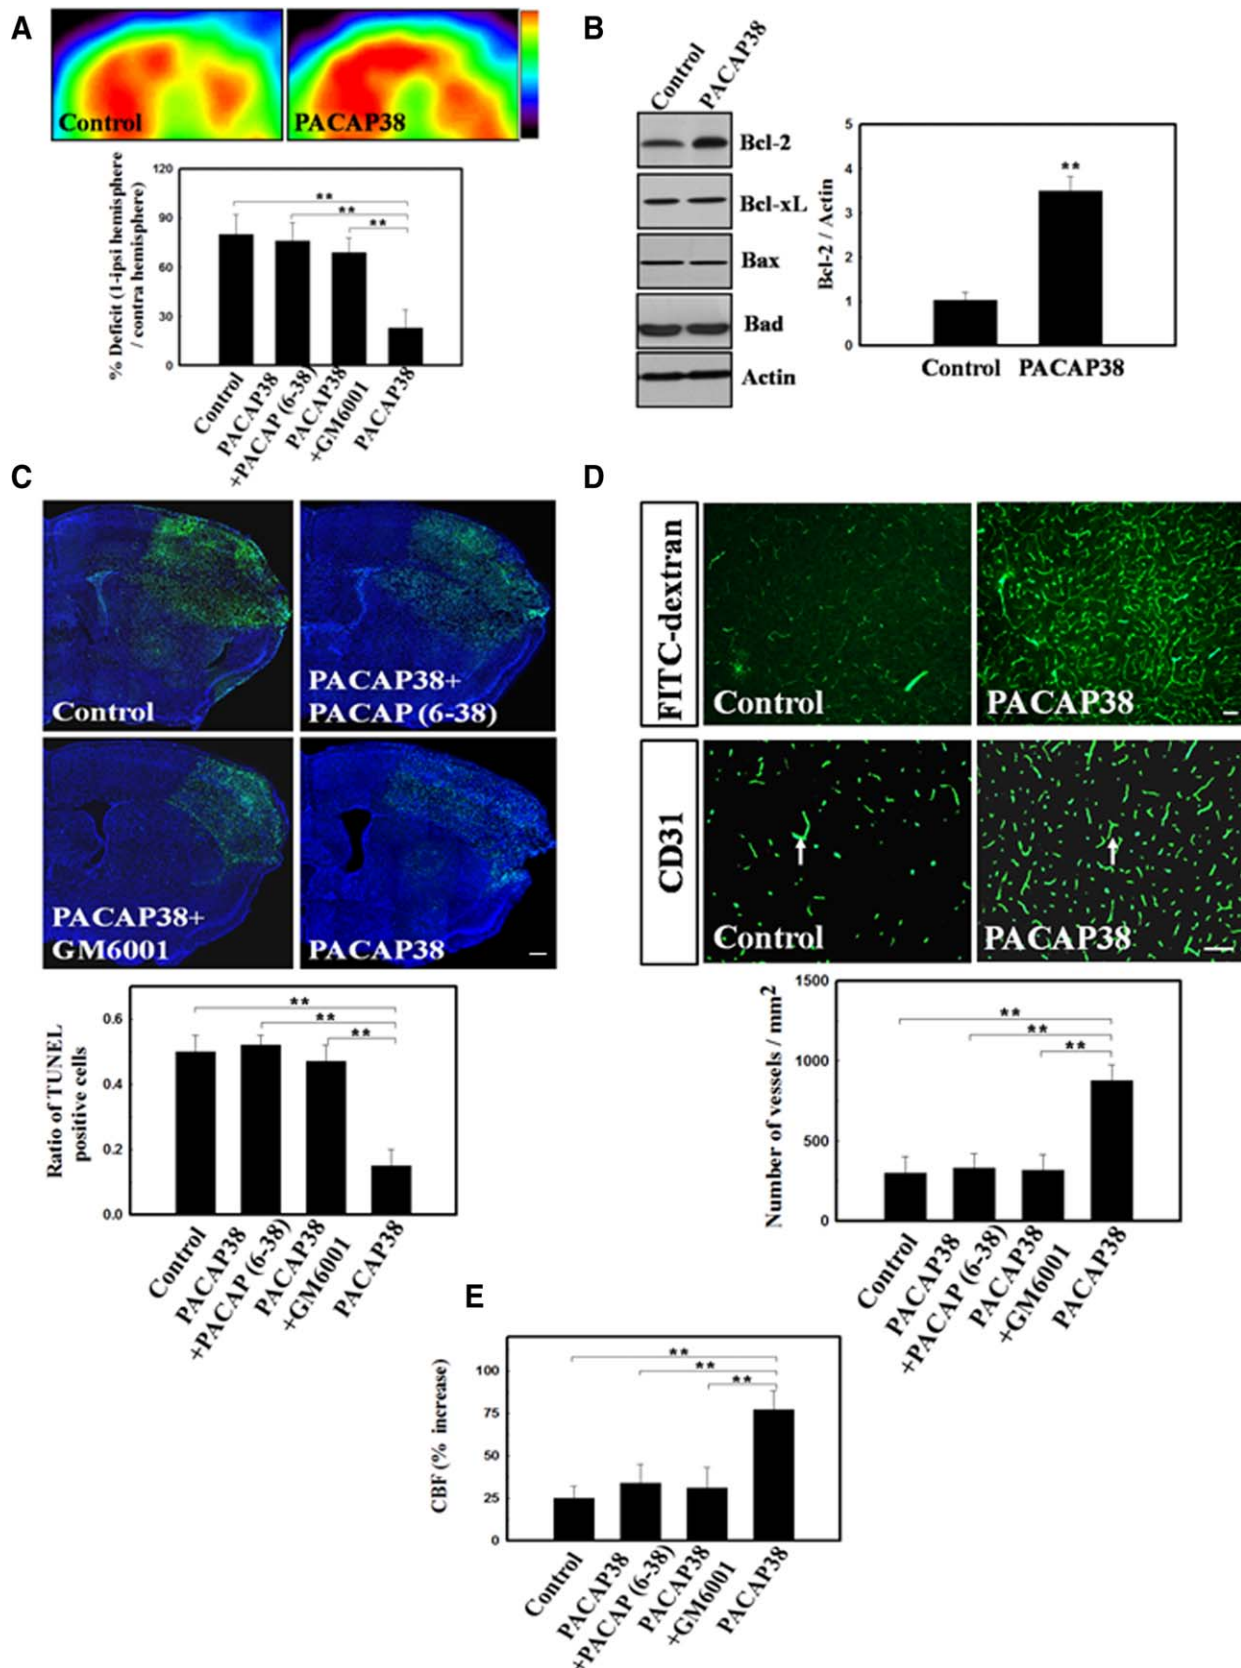 A
Control
PACAP38
% Deficit (1-ipsi hemisphere
/ contra hemisphere)
120
90
60
30
0
**
**
**
Control
PACAP38
+PACAP (6-38)
PACAP38
+GM6001
PACAP38
B
Control
PACAP38
Bcl-2
Bcl-xL
Bax
Bad
Actin
Bcl-2 / Actin
5
4
3
2
1
0
**
Control
PACAP38
C
Control
PACAP38+
PACAP (6-38)
PACAP38+
GM6001
PACAP38
Ratio of TUNEL
positive cells
0.6
0.4
0.2
0.0
**
**
**
Control
PACAP38
+PACAP (6-38)
PACAP38
+GM6001
PACAP38
D
FITC-dextran
Control
PACAP38
CD31
Control
PACAP38
Number of vessels / mm2
1500
1000
500
0
**
**
**
Control
PACAP38
+PACAP (6-38)
PACAP38
+GM6001
PACAP38
E
CBF (% increase)
100
75
50
25
0
**
**
**
Control
PACAP38
+PACAP (6-38)
PACAP38
+GM6001
PACAP38